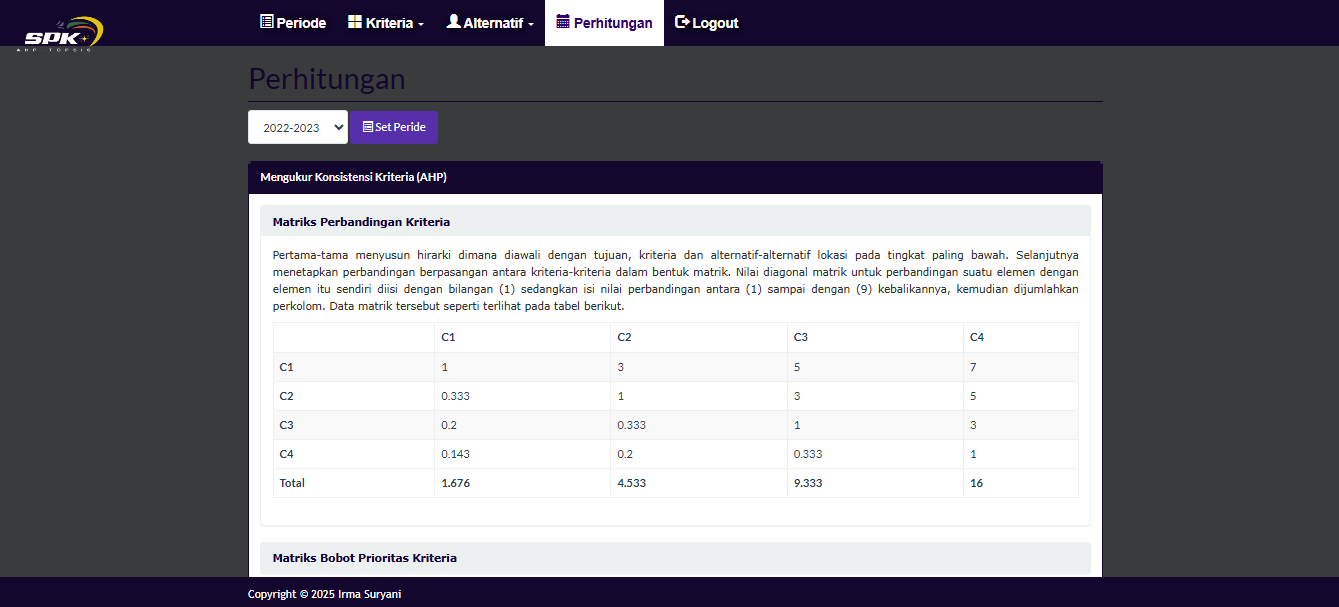 SPK
AHP TOPSIS
Periode Kriteria Alternatif Perhitungan Logout
Perhitungan
2022-2023 Set Peride
Mengukur Konsistensi Kriteria (AHP)
Matriks Perbandingan Kriteria
Pertama-tama menyusun hirarki dimana diawali dengan tujuan, kriteria dan alternatif-alternatif lokasi pada tingkat paling bawah. Selanjutnya
menetapkan perbandingan berpasangan antara kriteria-kriteria dalam bentuk matrik. Nilai diagonal matrik untuk perbandingan suatu elemen dengan
elemen itu sendiri diisi dengan bilangan (1) sedangkan isi nilai perbandingan antara (1) sampai dengan (9) kebalikannya, kemudian dijumlahkan
perkolom. Data matrik tersebut seperti terlihat pada tabel berikut.
C1 C2 C3 C4
C1 1 3 5 7
C2 0.333 1 3 5
C3 0.2 0.333 1 3
C4 0.143 0.2 0.333 1
Total 1.676 4.533 9.333 16
Matriks Bobot Prioritas Kriteria
Copyright © 2025 Irma Suryani